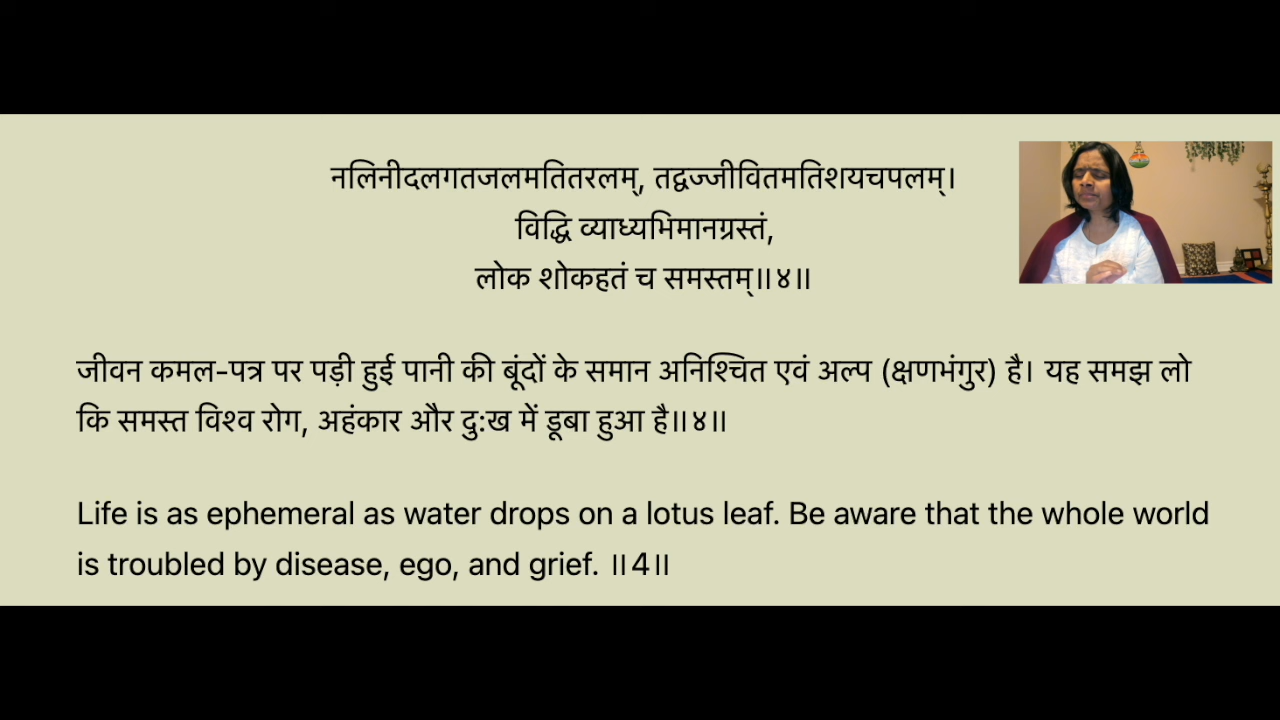 नलिनीदलगतजलमतितरलम्, तद्वज्जीवितमतिशयचपलम्।
विद्धि व्याध्यभिमानग्रस्तं,
लोक शोकहतं च समस्तम्॥४॥
जीवन कमल-पत्र पर पड़ी हुई पानी की बूंदों के समान अनिश्चित एवं अल्प (क्षणभंगुर) है। यह समझ लो
कि समस्त विश्व रोग, अहंकार और दु:ख में डूबा हुआ है॥४॥
Life is as ephemeral as water drops on a lotus leaf. Be aware that the whole world
is troubled by disease, ego, and grief. ॥4॥